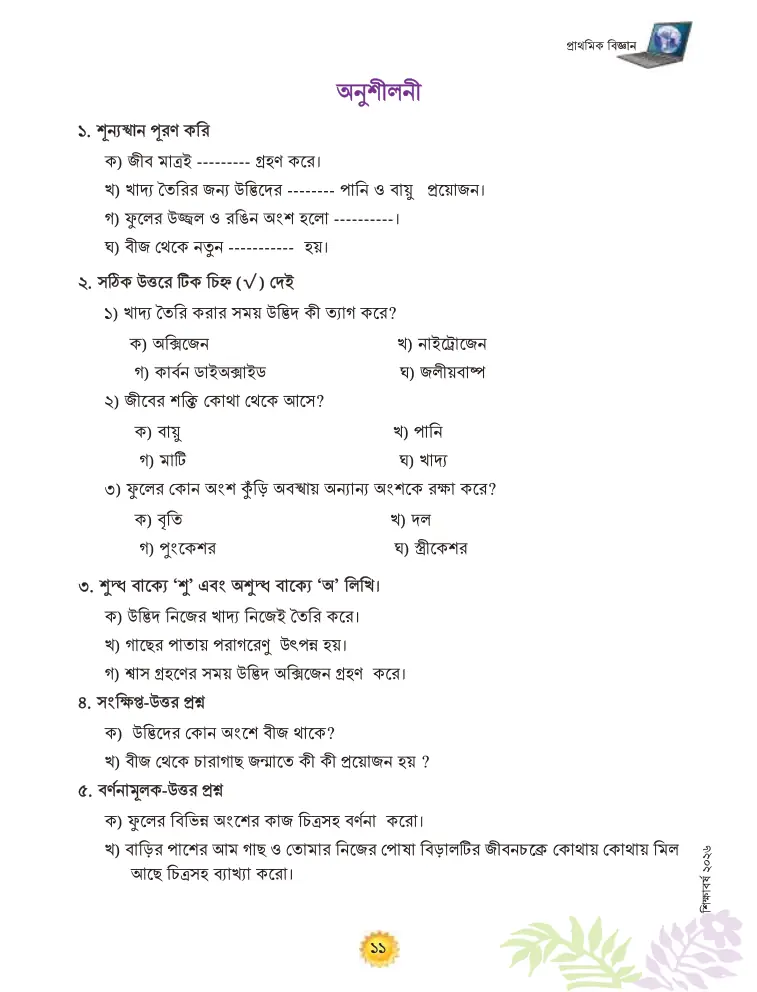 প্রাথমিক বিজ্ঞান
অনুশীলনী
১. শূন্যস্থান পূরণ করি
ক) জীব মাত্রই --------- গ্রহণ করে।
খ) খাদ্য তৈরির জন্য উদ্ভিদের -------- পানি ও বায়ু প্রয়োজন।
গ) ফুলের উজ্জ্বল ও রঙিন অংশ হলো ----------।
ঘ) বীজ থেকে নতুন ----------- হয়।
২. সঠিক উত্তরে টিক চিহ্ন (√) দেই
১) খাদ্য তৈরি করার সময় উদ্ভিদ কী ত্যাগ করে?
ক) অক্সিজেন খ) নাইট্রোজেন
গ) কার্বন ডাইঅক্সাইড ঘ) জলীয়বাষ্প
২) জীবের শক্তি কোথা থেকে আসে?
ক) বায়ু খ) পানি
গ) মাটি ঘ) খাদ্য
৩) ফুলের কোন অংশ কুঁড়ি অবস্থায় অন্যান্য অংশকে রক্ষা করে?
ক) বৃতি খ) দল
গ) পুংকেশর ঘ) স্ত্রীকেশর
৩. শুদ্ধ বাক্যে ‘শু’ এবং অশুদ্ধ বাক্যে ‘অ’ লিখি।
ক) উদ্ভিদ নিজের খাদ্য নিজেই তৈরি করে।
খ) গাছের পাতায় পরাগরেণু উৎপন্ন হয়।
গ) শ্বাস গ্রহণের সময় উদ্ভিদ অক্সিজেন গ্রহণ করে।
৪. সংক্ষিপ্ত-উত্তর প্রশ্ন
ক) উদ্ভিদের কোন অংশে বীজ থাকে?
খ) বীজ থেকে চারাগাছ জন্মাতে কী কী প্রয়োজন হয় ?
৫. বর্ণনামূলক-উত্তর প্রশ্ন
ক) ফুলের বিভিন্ন অংশের কাজ চিত্রসহ বর্ণনা করো।
খ) বাড়ির পাশের আম গাছ ও তোমার নিজের পোষা বিড়ালটির জীবনচক্রে কোথায় কোথায় মিল
আছে চিত্রসহ ব্যাখ্যা করো।
শিক্ষাবর্ষ ২০২৬
১১